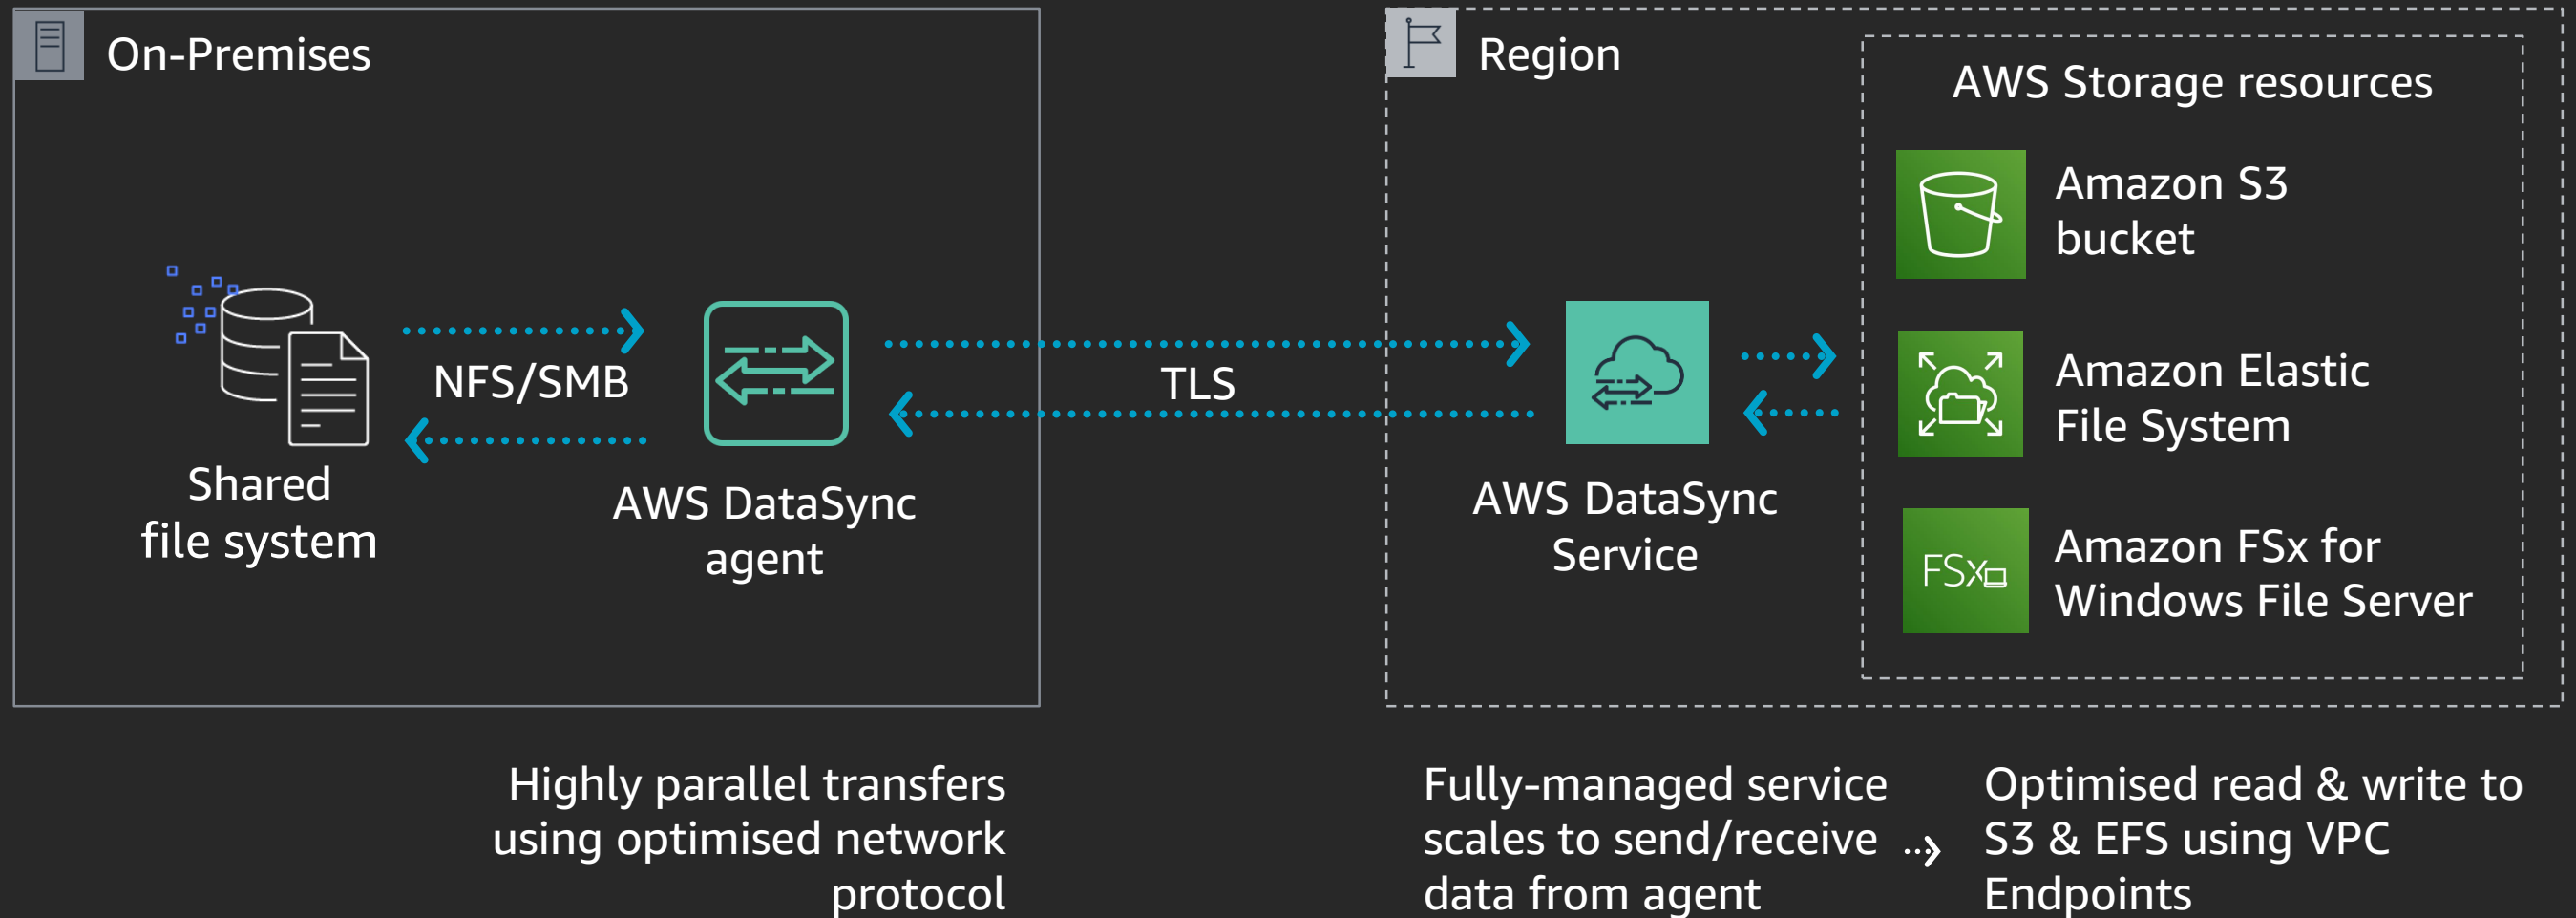 On-Premises
Region
AWS Storage resources
Amazon S3
bucket
NFS/SMB
TLS
Amazon Elastic
File System
Shared
file system
AWS DataSync
agent
AWS DataSync
Service
FSx
Amazon FSx for
Windows File Server
Highly parallel transfers
using optimised network
protocol
Fully-managed service
scales to send/receive
data from agent
Optimised read & write to
S3 & EFS using VPC
Endpoints